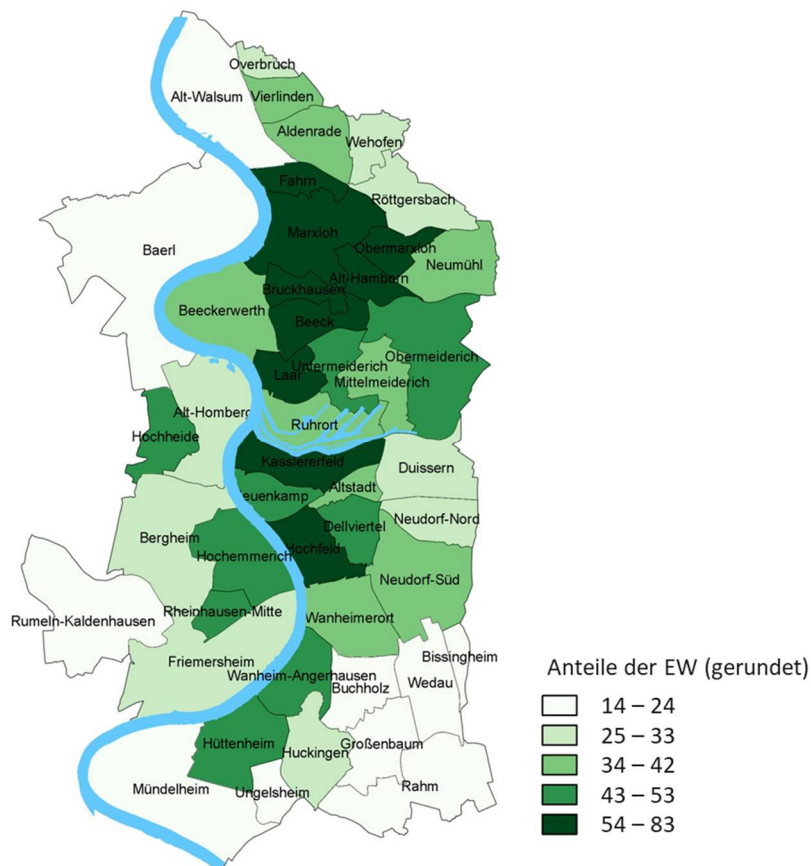 Overbruch
Alt-Walsum
Vierlinden
Aldenrade
Wehofen
Fahrn
Röttgersbach
Marxloh
Obermarxloh
Baerl
Neumühl
Alt-Hamborn
Bruckhausen
Beeckerwerth
Beeck
Obermeiderich
Untermeiderich
Laar
Mittelmeiderich
Alt-Homberg
Ruhrort
Hochheide
Kasslererfeld
Duissern
Altstadt
euenkamp
Neudorf-Nord
Dellviertel
Bergheim
Hochfeld
Hochemmerich
Neudorf-Süd
Rheinhausen-Mitte
Wanheimerort
Rumeln-Kaldenhausen
Bissingheim
Friemersheim
Wanheim-Angerhausen
Wedau
Buchholz
Hüttenheim
Großenbaum
Huckingen
Rahm
Mündelheim
Ungelsheim
Anteile der EW (gerundet)
14 – 24
25 – 33
34 – 42
43 – 53
54 – 83